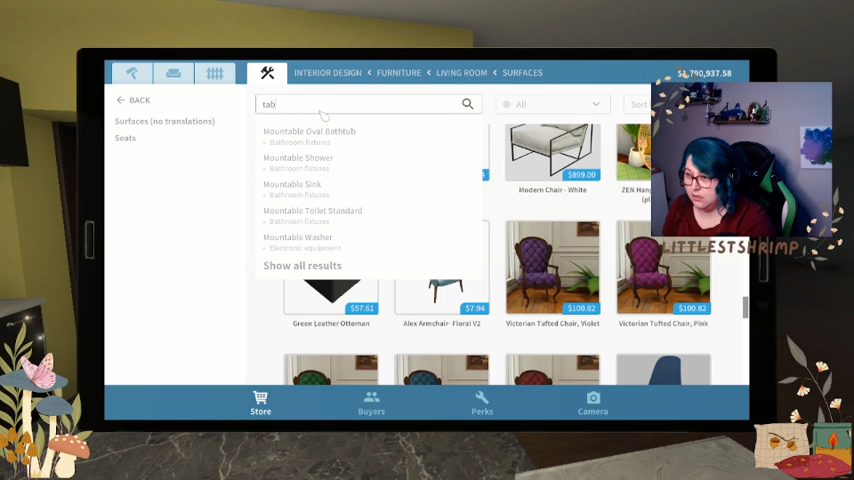 INTERIOR DESIGN < FURNITURE < LIVING ROOM < SURFACES
$1,790,937.58
BACK
tab
All
Sort
Surfaces (no translations)
Seats
Mountable Oval Bathtub
Bathroom fixtures
Mountable Shower
Bathroom fixtures
Mountable Sink
Bathroom fixtures
Mountable Toilet Standard
Bathroom fixtures
Mountable Washer
Electronic equipment
Show all results
$899.00
Modern Chair - White
ZEN Hang
LITTLESTSHRIMP
$57.61
$7.94
$100.82
$100.82
Green Leather Ottoman
Alex Armchair- Floral V2
Victorian Tufted Chair, Violet
Victorian Tufted Chair, Pink
Store
Buyers
Perks
Camera